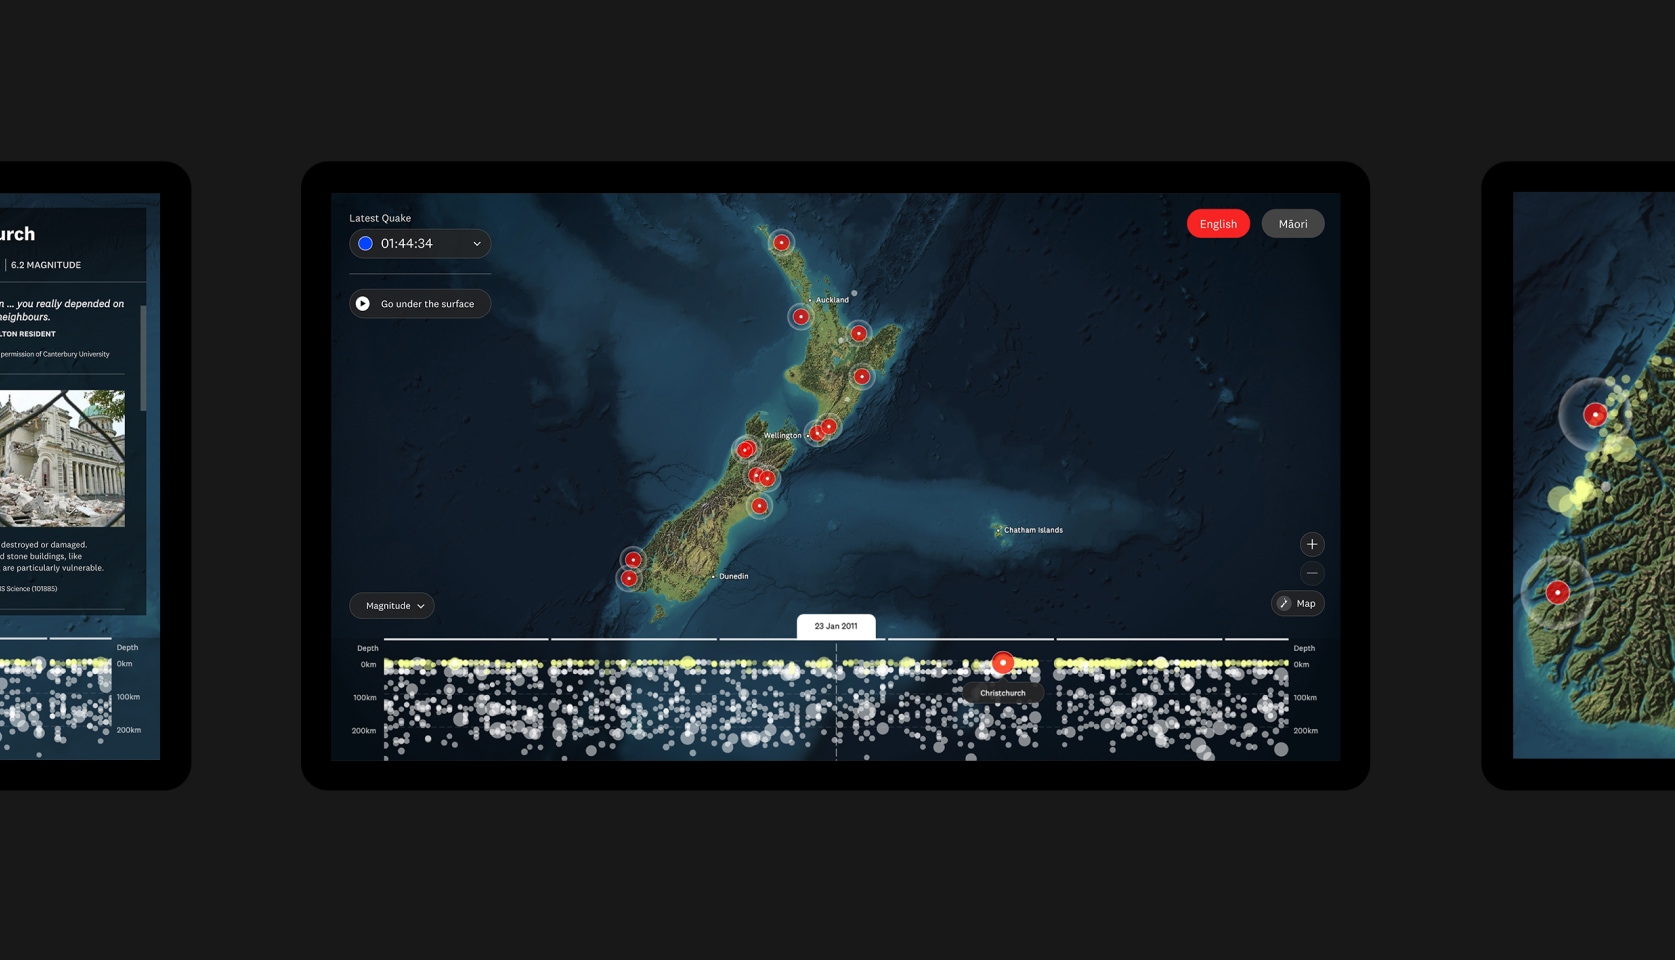 urch
6.2 MAGNITUDE
n ... you really depended on
neighbours.
LTON RESIDENT
permission of Canterbury University
destroyed or damaged.
d stone buildings, like
are particularly vulnerable.
IS Science (101885)
Depth
0km
100km
200km
Latest Quake
01:44:34
Go under the surface
English
Māori
Auckland
Wellington
Chatham Islands
Dunedin
Magnitude
Map
23 Jan 2011
Depth
0km
100km
200km
Christchurch
Depth
0km
100km
200km